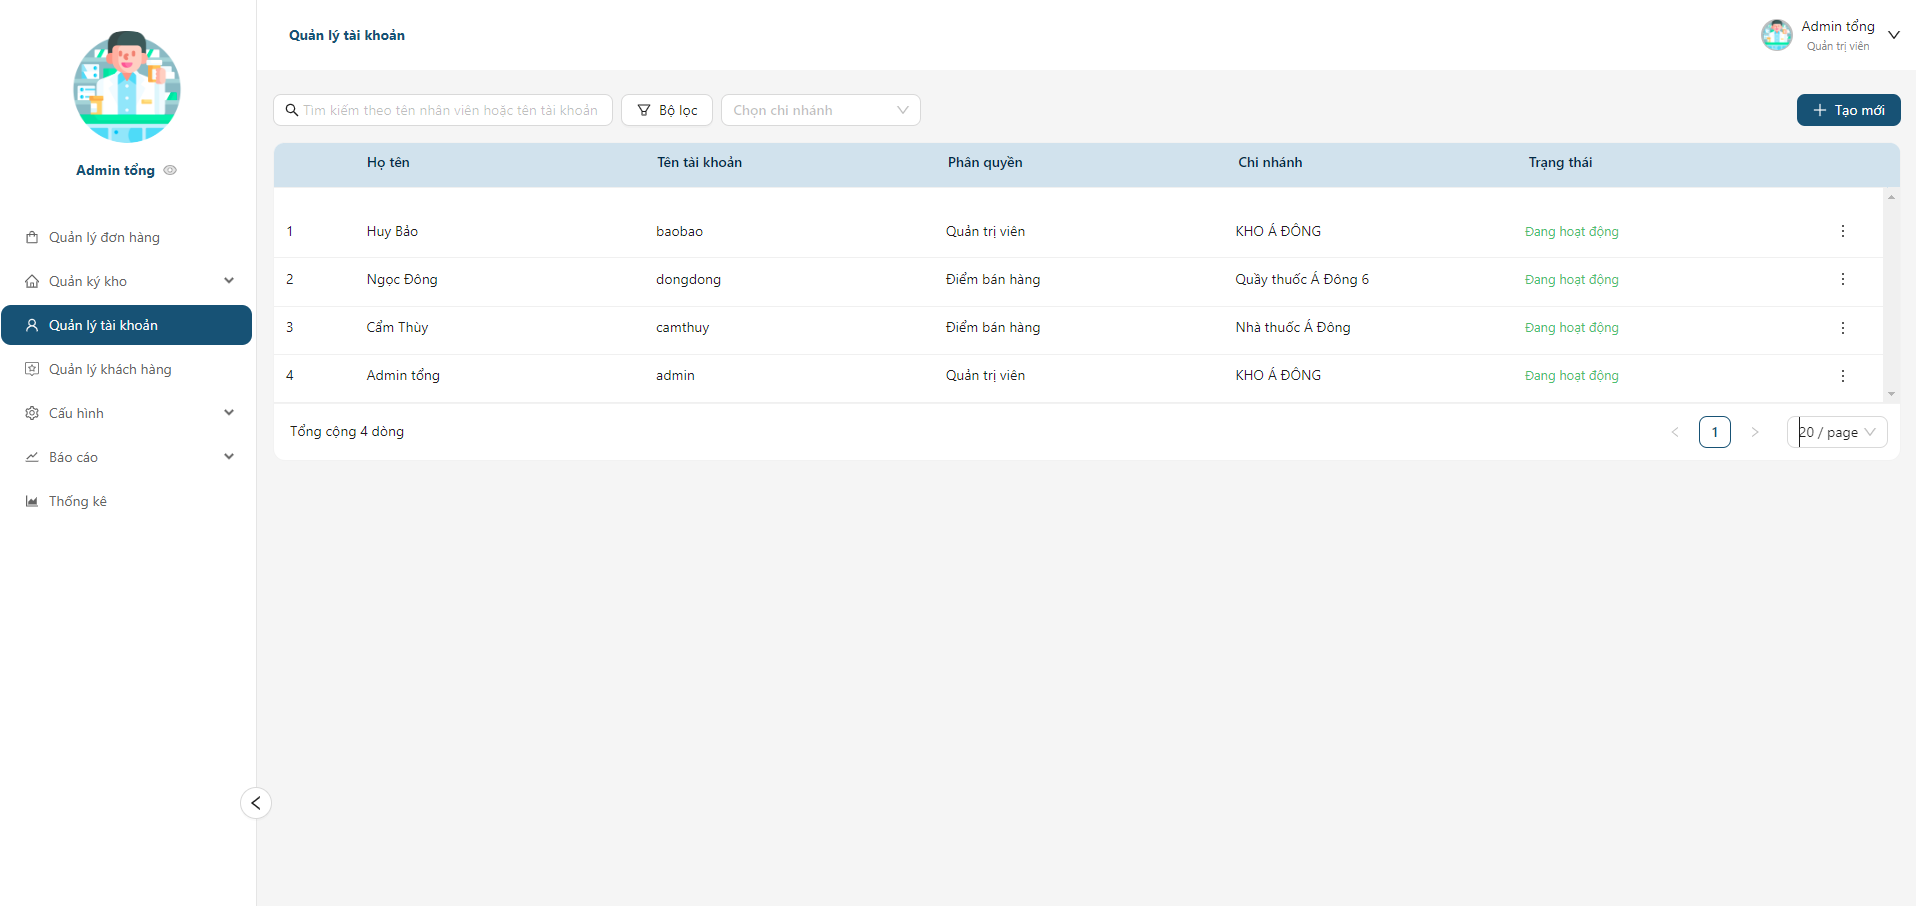 Quản lý tài khoản
Admin tổng
Quản trị viên
Admin tổng
Quản lý đơn hàng
Quản ký kho
Quản lý tài khoản
Quản lý khách hàng
Cấu hình
Báo cáo
Thống kê
Tìm kiếm theo tên nhân viên hoặc tên tài khoản
Bộ lọc
Chọn chi nhánh
Tạo mới
Họ tên Tên tài khoản Phân quyền Chi nhánh Trạng thái
1 Huy Bảo baobao Quản trị viên KHO Á ĐÔNG Đang hoạt động
2 Ngọc Đông dongdong Điểm bán hàng Quầy thuốc Á Đông 6 Đang hoạt động
3 Cẩm Thùy camthuy Điểm bán hàng Nhà thuốc Á Đông Đang hoạt động
4 Admin tổng admin Quản trị viên KHO Á ĐÔNG Đang hoạt động
Tổng cộng 4 dòng
1
20 / page